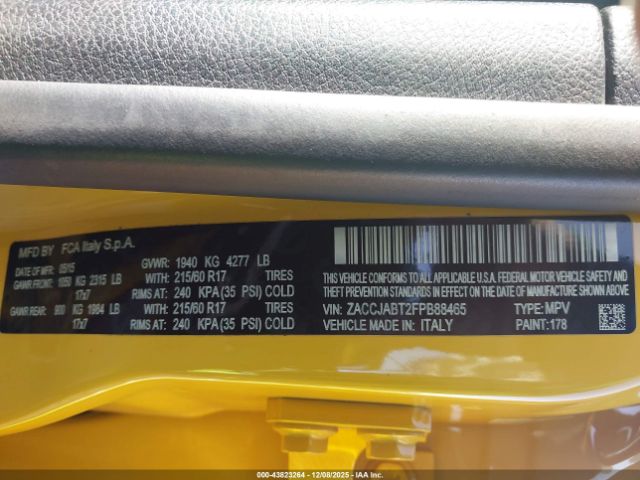 MFD BY FCA Italy S.p.A.
DATE OF MFR 05/15 GVWR: 1940 KG 4277 LB
GAWR FRONT: 1050 KG 2315 LB WITH: 215/60 R17 TIRES
17x7 RIMS AT: 240 KPA (35 PSI) COLD
GAWR REAR: 900 KG 1984 LB WITH: 215/60 R17 TIRES
17x7 RIMS AT: 240 KPA (35 PSI) COLD
THIS VEHICLE CONFORMS TO ALL APPLICABLE U.S.A. FEDERAL MOTOR VEHICLE SAFETY
AND THEFT PREVENTION STANDARDS IN EFFECT ON THE DATE OF MANUFACTURE SHOWN ABOVE.
VIN: ZACCJABT2FPB88465 TYPE: MPV
VEHICLE MADE IN: ITALY PAINT: 178
000-43823264 + 12/08/2025 - IAA Inc.